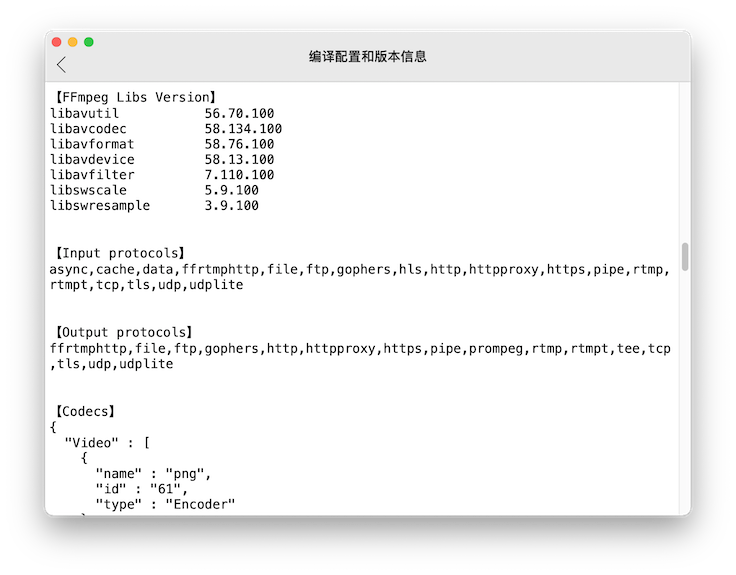 编译配置和版本信息
【FFmpeg Libs Version】
libavutil 56.70.100
libavcodec 58.134.100
libavformat 58.76.100
libavdevice 58.13.100
libavfilter 7.110.100
libswscale 5.9.100
libswresample 3.9.100
【Input protocols】
async,cache,data,ffrtmphttp,file,ftp,gophers,hls,http,httpproxy,https,pipe,rtmp,
rtmpt,tcp,tls,udp,udplite
【Output protocols】
ffrtmphttp,file,ftp,gophers,http,httpproxy,https,pipe,prompeg,rtmp,rtmpt,tee,tcp
,tls,udp,udplite
【Codecs】
{
"Video" : [
{
"name" : "png",
"id" : "61",
"type" : "Encoder"